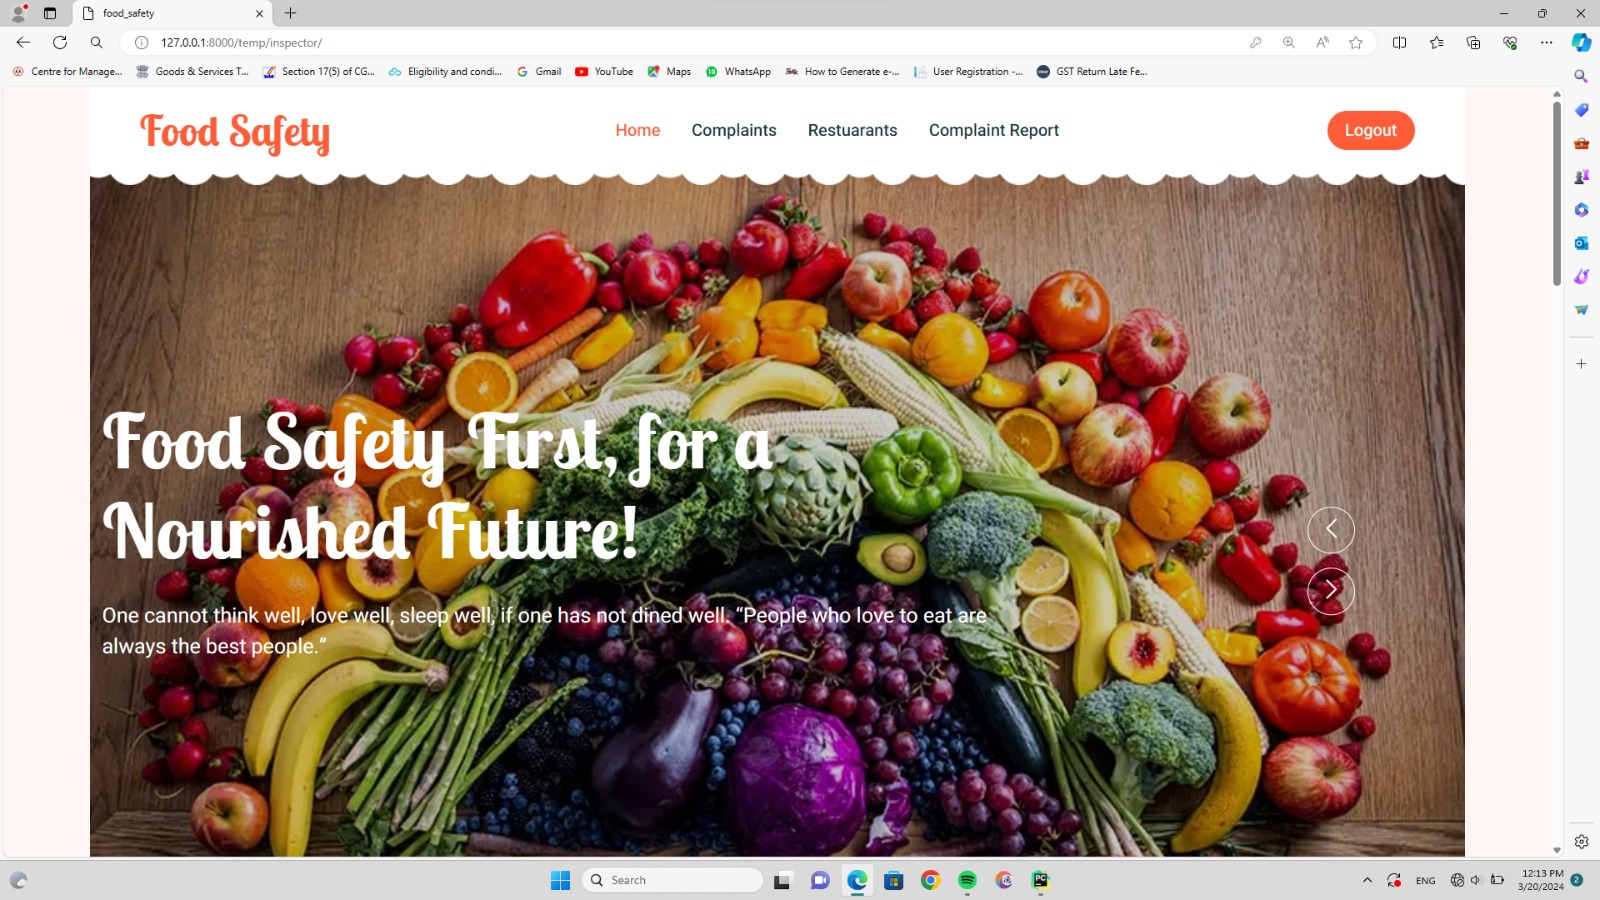 food_safety
127.0.0.1:8000/temp/inspector/
Centre for Manage...
Goods & Services T...
Section 17(5) of CG...
Eligibility and condi...
Gmail
YouTube
Maps
WhatsApp
How to Generate e-...
User Registration -...
GST Return Late Fe...
Food Safety
Home
Complaints
Restuarants
Complaint Report
Logout
Food Safety First, for a
Nourished Future!
One cannot think well, love well, sleep well, if one has not dined well. “People who love to eat are
always the best people.”
Search
ENG
12:13 PM
3/20/2024
2